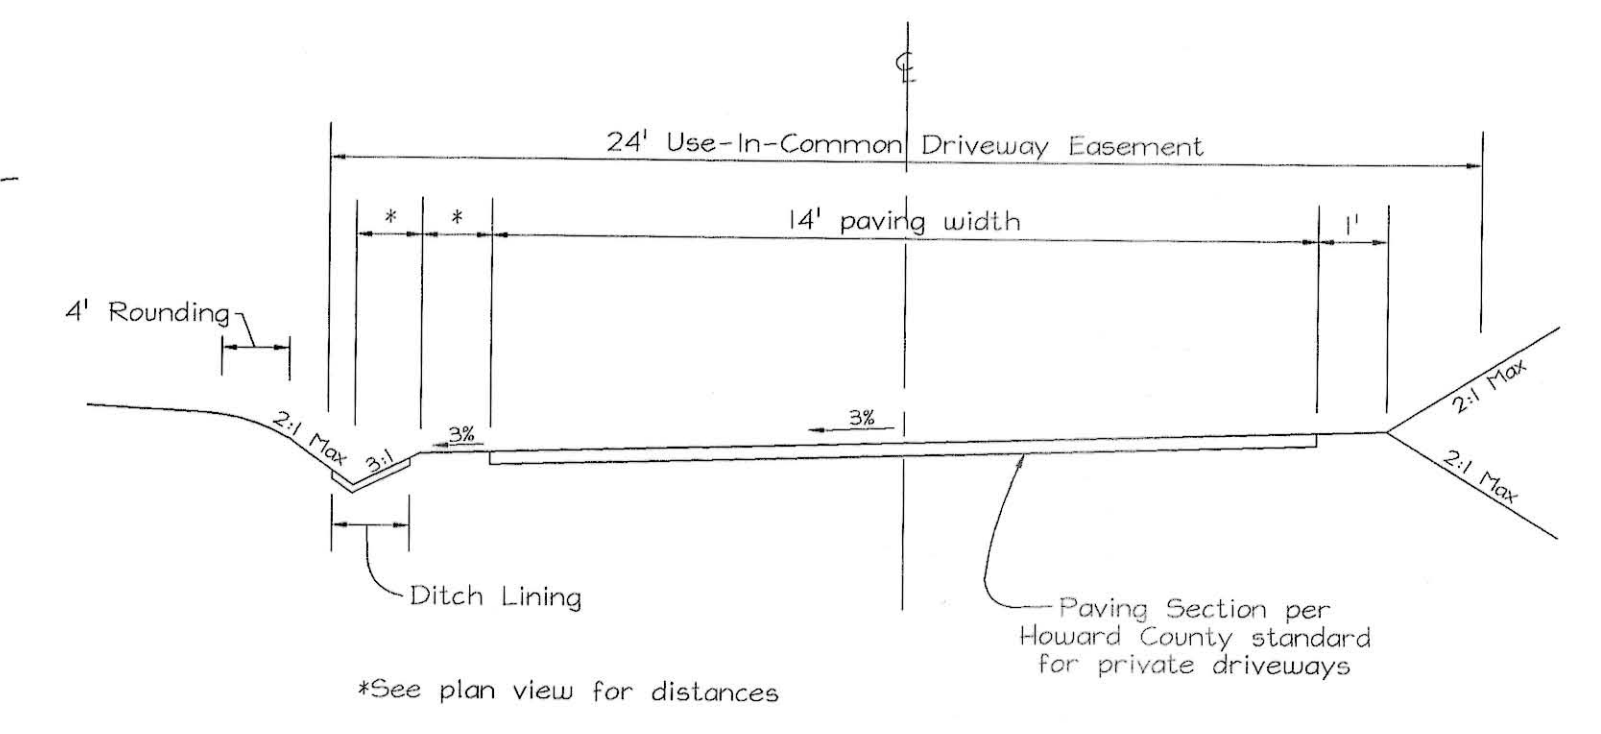 ℄
24' Use-In-Common Driveway Easement
* * 14' paving width 1'
4' Rounding
2:1 Max
3:1
3%
3%
2:1 Max
2:1 Max
Ditch Lining
Paving Section per
Howard County standard
for private driveways
*See plan view for distances